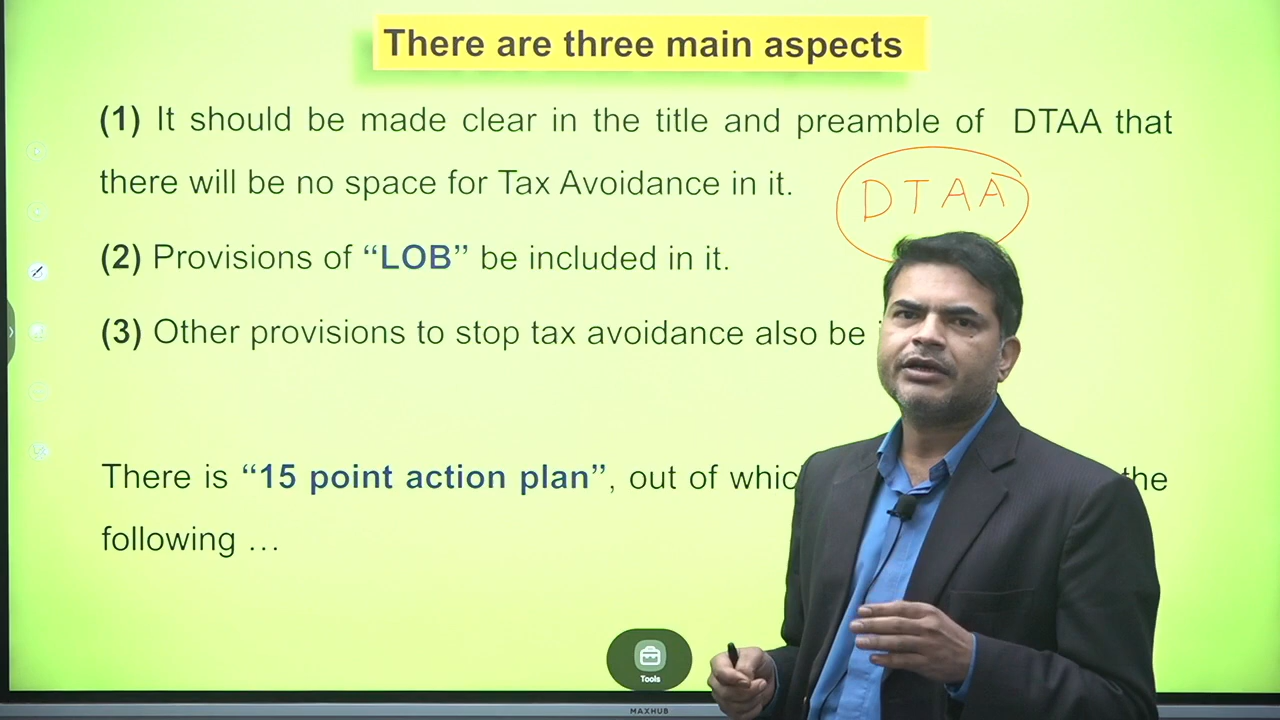 There are three main aspects
(1) It should be made clear in the title and preamble of DTAA that
there will be no space for Tax Avoidance in it.
DTAA
(2) Provisions of “LOB” be included in it.
(3) Other provisions to stop tax avoidance also be
There is “15 point action plan”, out of the
following …
Tools
MAXHUB